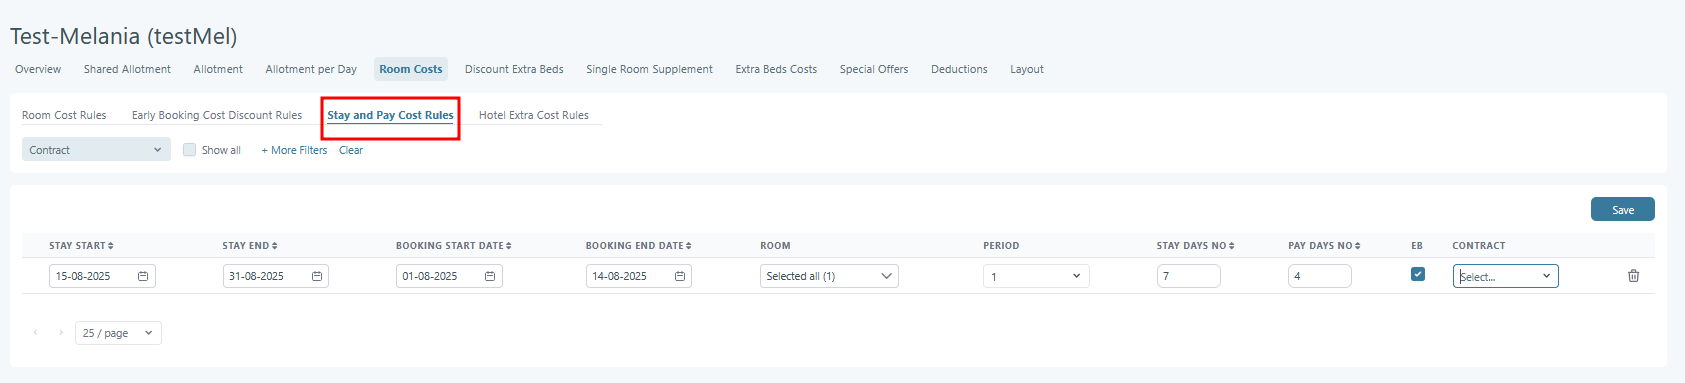 Test-Melania (testMel)
Overview Shared Allotment Allotment Allotment per Day Room Costs Discount Extra Beds Single Room Supplement Extra Beds Costs Special Offers Deductions Layout
Room Cost Rules Early Booking Cost Discount Rules Stay and Pay Cost Rules Hotel Extra Cost Rules
Contract Show all + More Filters Clear
Save
STAY START STAY END BOOKING START DATE BOOKING END DATE ROOM PERIOD STAY DAYS NO PAY DAYS NO EB CONTRACT
15-08-2025 31-08-2025 01-08-2025 14-08-2025 Selected all (1) 1 7 4 Select...
25 / page